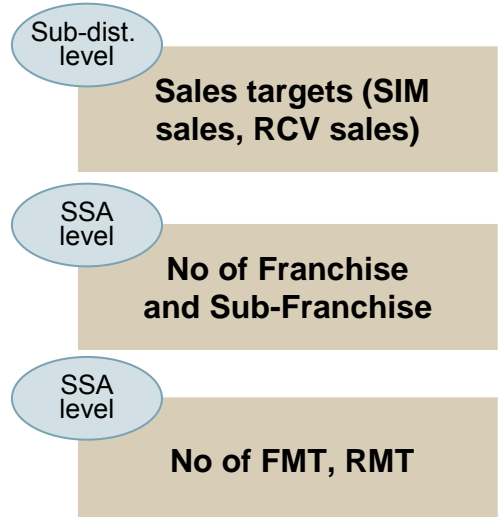 Sub-dist.
level
Sales targets (SIM
sales, RCV sales)
SSA
level
No of Franchise
and Sub-Franchise
SSA
level
No of FMT, RMT